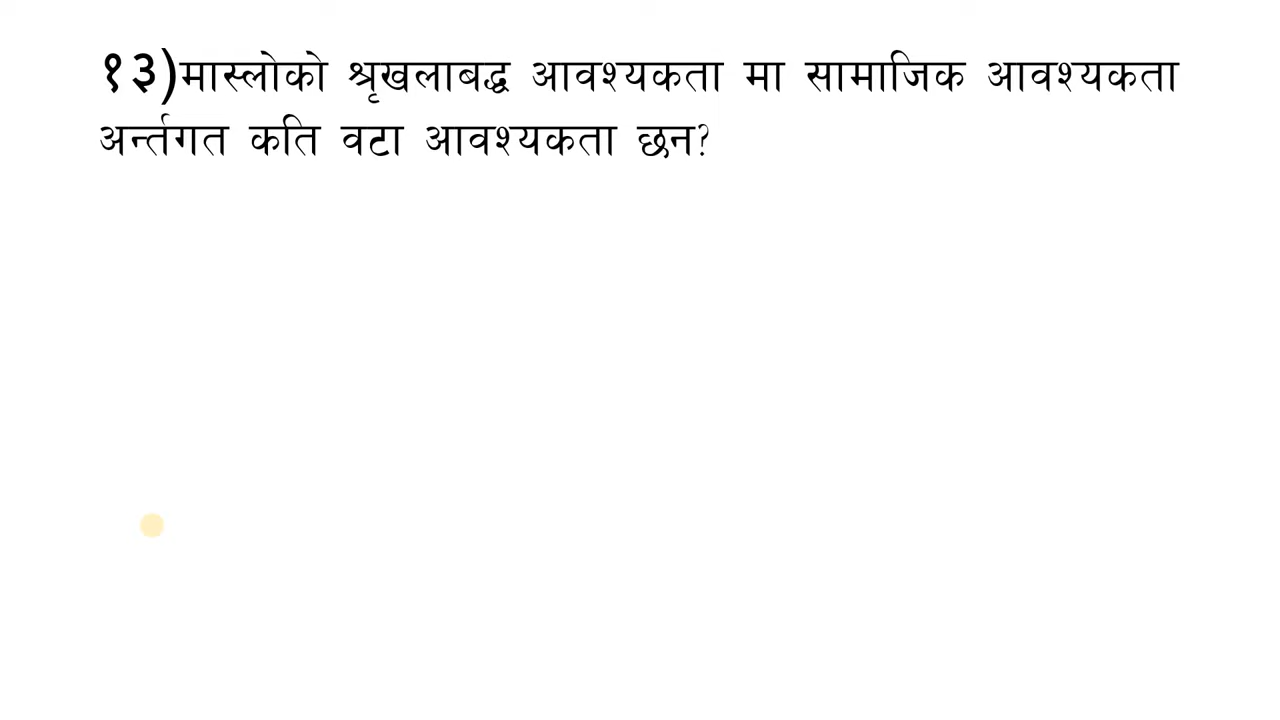 १३)मास्लोको श्रृखलाबद्ध आवश्यकता मा सामाजिक आवश्यकता
अर्न्तगत कति वटा आवश्यकता छन?